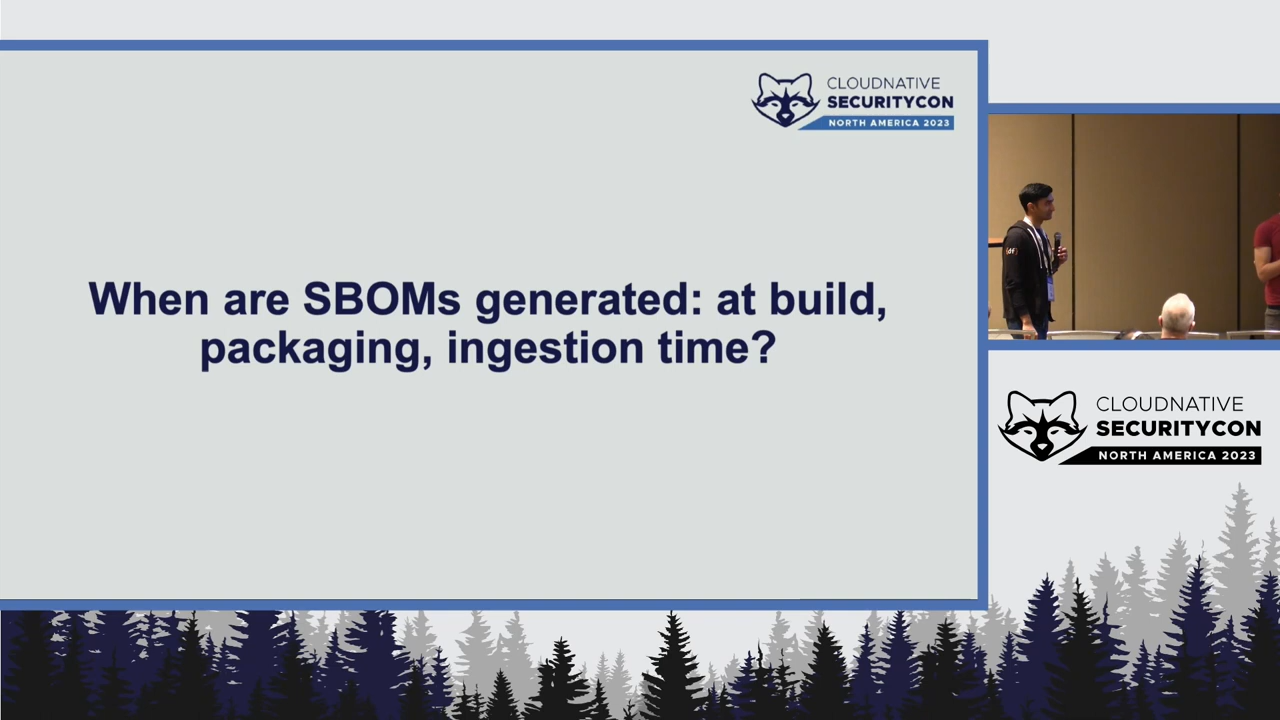 CLOUDNATIVE
SECURITYCON
NORTH AMERICA 2023
When are SBOMs generated: at build,
packaging, ingestion time?
CLOUDNATIVE
SECURITYCON
NORTH AMERICA 2023